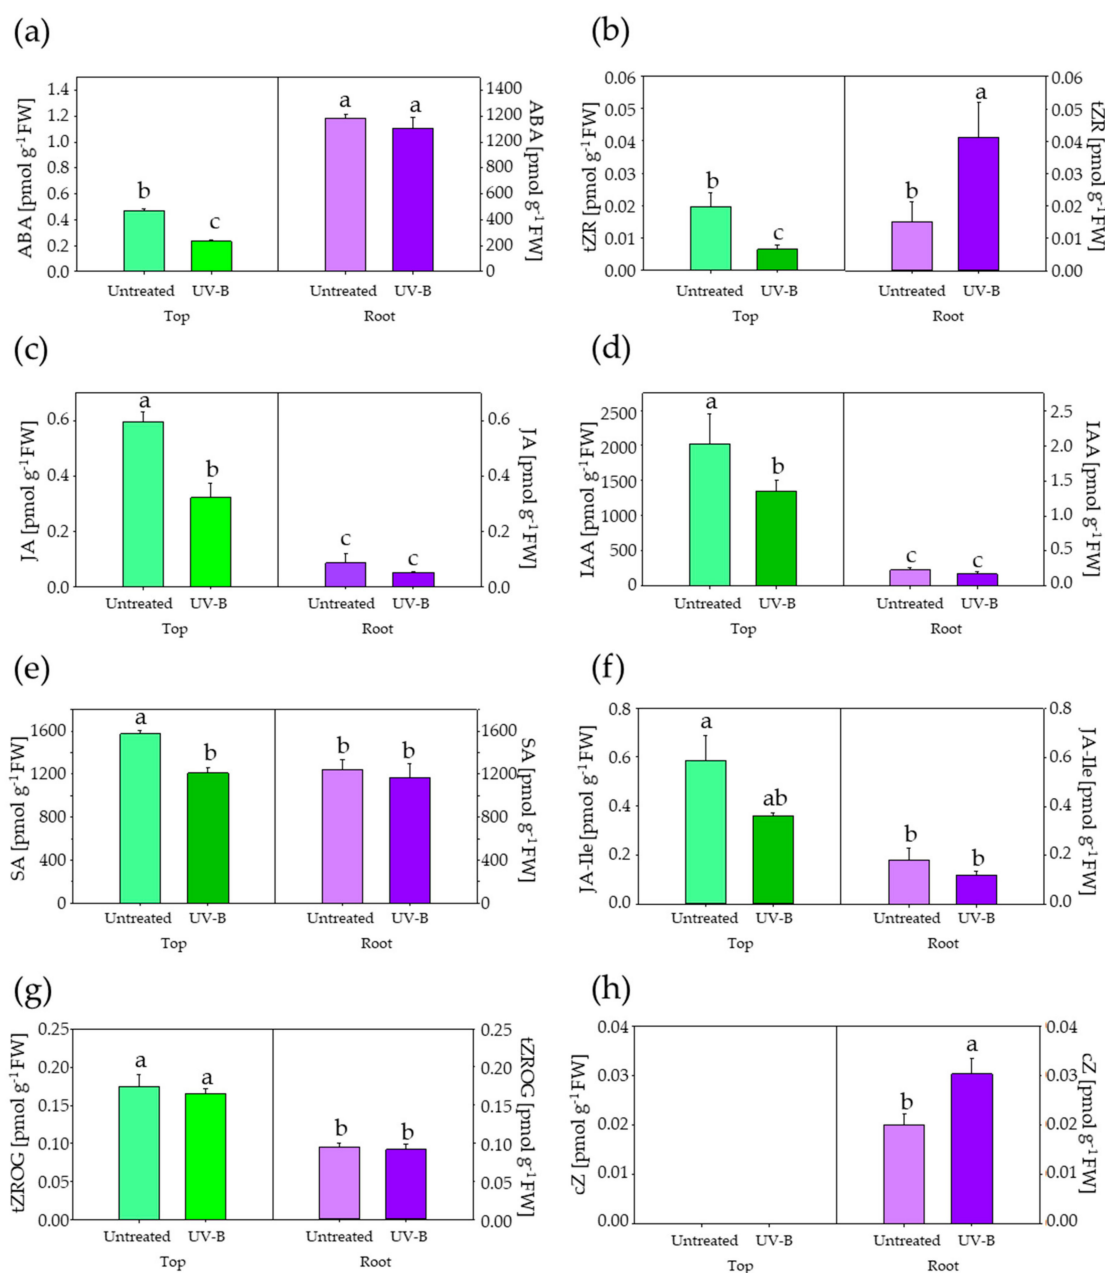 (a)
ABA [pmol g-1FW]
1.4
1.2
1.0
0.8
0.6
0.4
0.2
0.0
b
c
a
a
1400
1200
1000
800
600
400
200
0
ABA [pmol g-1FW]
Untreated UV-B Untreated UV-B
Top Root
(b)
tZR [pmol g-1FW]
0.06
0.05
0.04
0.03
0.02
0.01
0.00
b
c
b
a
0.06
0.05
0.04
0.03
0.02
0.01
0.00
tZR [pmol g-1FW]
Untreated UV-B Untreated UV-B
Top Root
(c)
JA [pmol g-1FW]
0.6
0.4
0.2
0.0
a
b
c
c
0.6
0.4
0.2
0.0
JA [pmol g-1FW]
Untreated UV-B Untreated UV-B
Top Root
(d)
IAA [pmol g-1FW]
2500
2000
1500
1000
500
0
a
b
c
c
2.5
2.0
1.5
1.0
0.5
0.0
IAA [pmol g-1FW]
Untreated UV-B Untreated UV-B
Top Root
(e)
SA [pmol g-1FW]
1600
1200
800
400
0
a
b
b
b
1600
1200
800
400
0
SA [pmol g-1FW]
Untreated UV-B Untreated UV-B
Top Root
(f)
JA-Ile [pmol g-1FW]
0.8
0.6
0.4
0.2
0.0
a
ab
b
b
0.8
0.6
0.4
0.2
0.0
JA-Ile [pmol g-1FW]
Untreated UV-B Untreated UV-B
Top Root
(g)
tZROG [pmol g-1FW]
0.25
0.20
0.15
0.10
0.05
0.00
a
a
b
b
0.25
0.20
0.15
0.10
0.05
0.00
tZROG [pmol g-1FW]
Untreated UV-B Untreated UV-B
Top Root
(h)
cZ [pmol g-1FW]
0.04
0.03
0.02
0.01
0.00
b
a
0.04
0.03
0.02
0.01
0.00
cZ [pmol g-1FW]
Untreated UV-B Untreated UV-B
Top Root